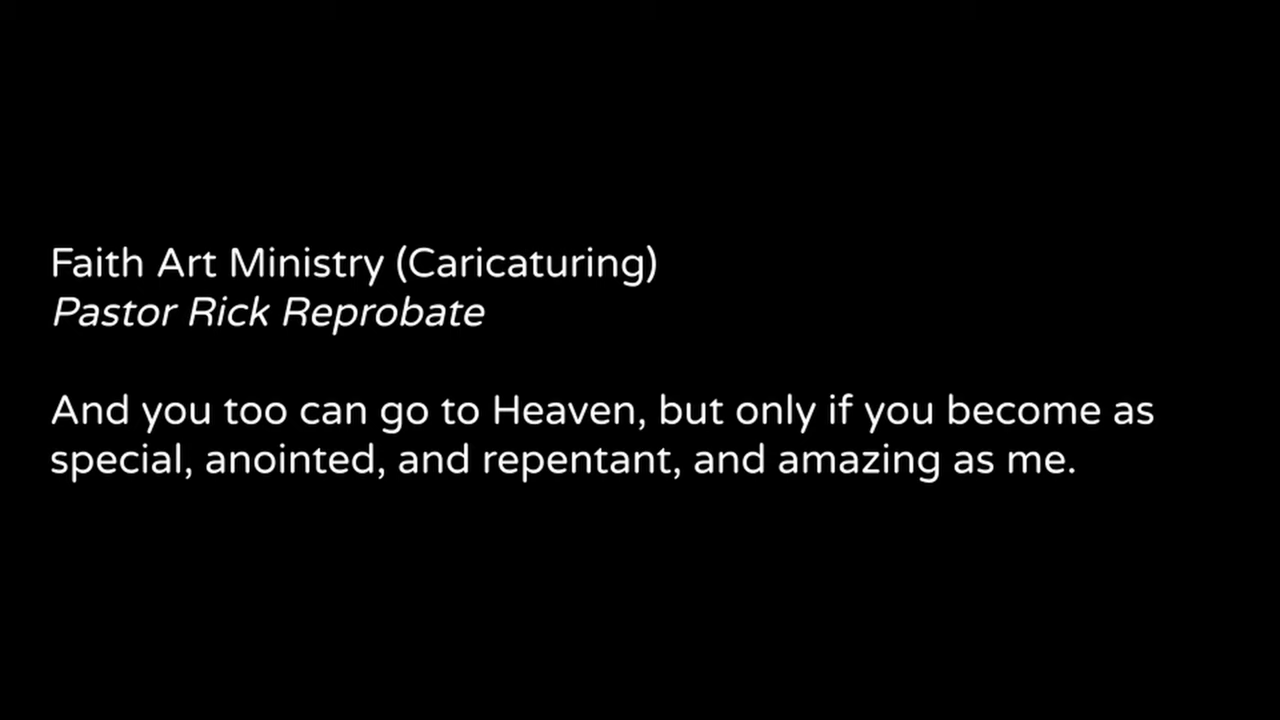 Faith Art Ministry (Caricaturing)
Pastor Rick Reprobate
And you too can go to Heaven, but only if you become as
special, anointed, and repentant, and amazing as me.